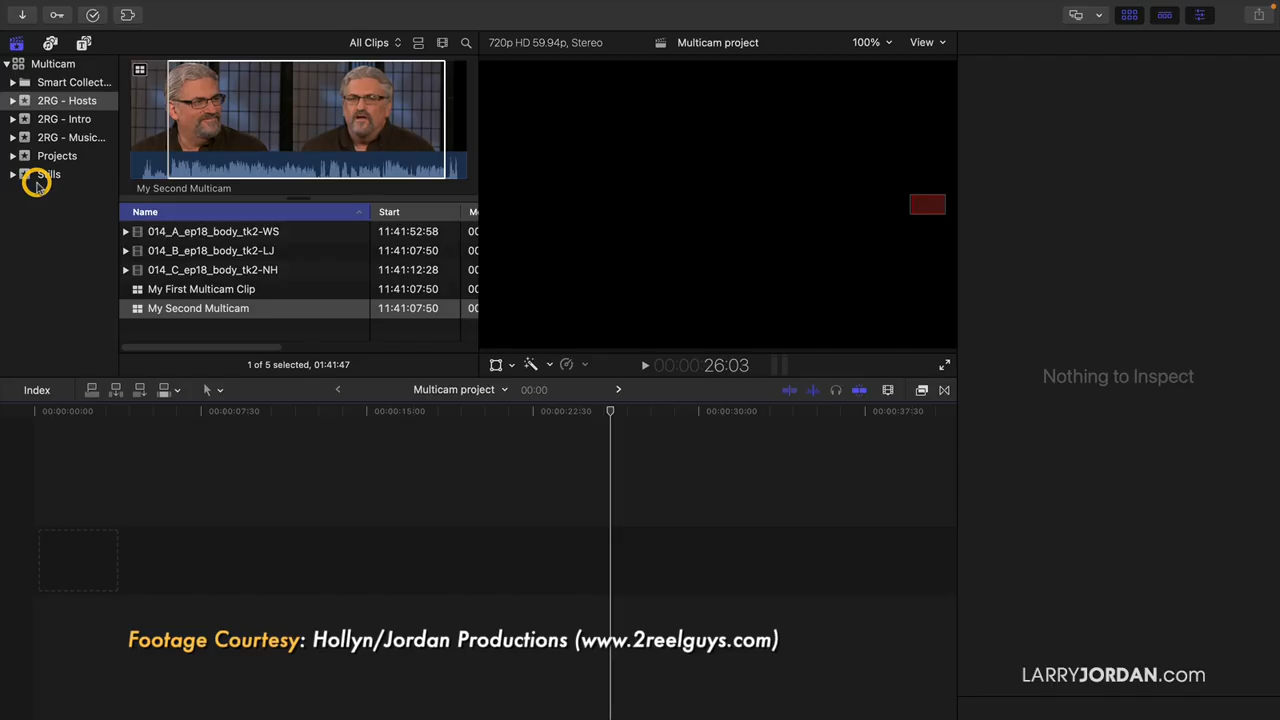 All Clips
720p HD 59.94p, Stereo
Multicam project
100%
View
Multicam
Smart Collect...
2RG - Hosts
2RG - Intro
2RG - Music...
Projects
Stills
My Second Multicam
Name
Start
014_A_ep18_body_tk2-WS
11:41:52:58
00
014_B_ep18_body_tk2-LJ
11:41:07:50
00
014_C_ep18_body_tk2-NH
11:41:12:28
00
My First Multicam Clip
11:41:07:50
00
My Second Multicam
11:41:07:50
00
1 of 5 selected, 01:41:47
00:00:26:03
Nothing to Inspect
Index
Multicam project
00:00
00:00:00:00
00:00:07:30
00:00:15:00
00:00:22:30
00:00:30:00
00:00:37:30
Footage Courtesy: Hollyn/Jordan Productions (www.2reelguys.com)
LARRYJORDAN.com